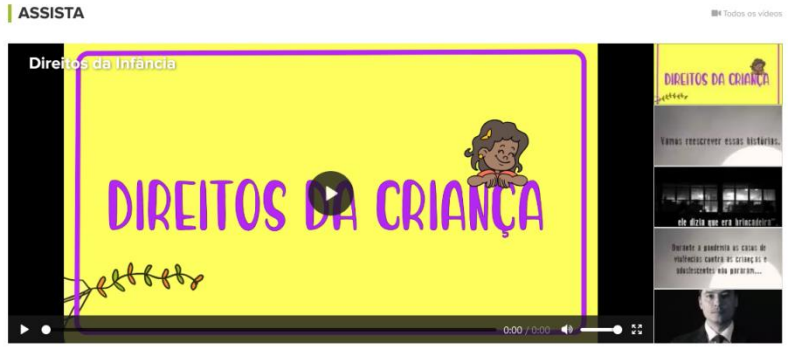 ASSISTA
Todos os vídeos
Direitos da Infância
DIREITOS DA CRIANÇA
0:00 / 0:00
DIREITOS DA CRIANÇA
Vamos reescrever essas histórias.
ele dizia que era brincadeira"
Durante a pandemia os casos de
violências contra as crianças e
adolescentes não pararam...